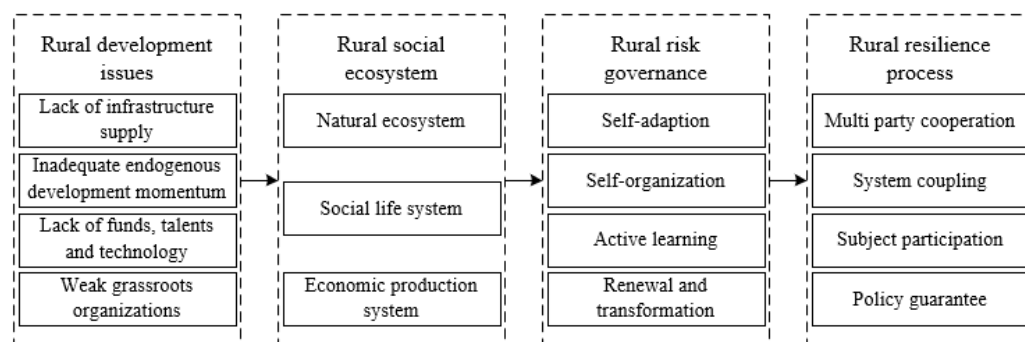 Rural development
issues
Lack of infrastructure
supply
Inadequate endogenous
development momentum
Lack of funds, talents
and technology
Weak grassroots
organizations
Rural social
ecosystem
Natural ecosystem
Social life system
Economic production
system
Rural risk
governance
Self-adaption
Self-organization
Active learning
Renewal and
transformation
Rural resilience
process
Multi party cooperation
System coupling
Subject participation
Policy guarantee